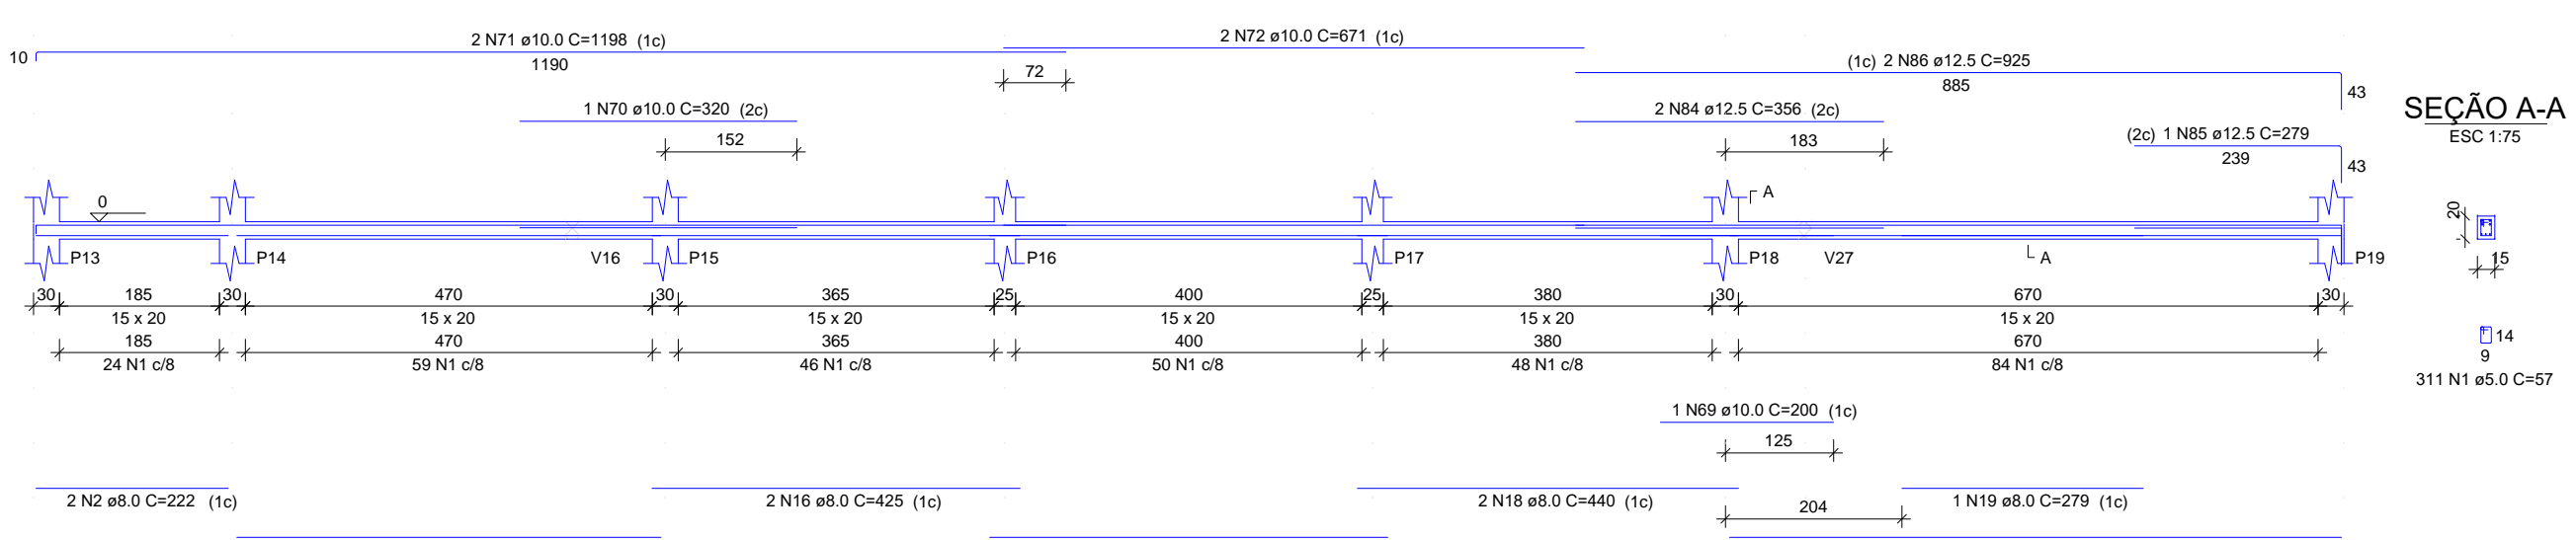 2 N71 ø10.0 C=1198 (1c)
10
1190
2 N72 ø10.0 C=671 (1c)
72
(1c) 2 N86 ø12.5 C=925
885
43
1 N70 ø10.0 C=320 (2c)
152
2 N84 ø12.5 C=356 (2c)
183
(2c) 1 N85 ø12.5 C=279
239
43
SEÇÃO A-A
ESC 1:75
0
A
P13
P14
V16
P15
P16
P17
P18
V27
A
P19
20
15
30 185 30 470 30 365 25 400 25 380 30 670 30
15 x 20 15 x 20 15 x 20 15 x 20 15 x 20 15 x 20
185 470 365 400 380 670
24 N1 c/8 59 N1 c/8 46 N1 c/8 50 N1 c/8 48 N1 c/8 84 N1 c/8
14
9
311 N1 ø5.0 C=57
1 N69 ø10.0 C=200 (1c)
125
2 N2 ø8.0 C=222 (1c)
2 N16 ø8.0 C=425 (1c)
2 N18 ø8.0 C=440 (1c)
204
1 N19 ø8.0 C=279 (1c)